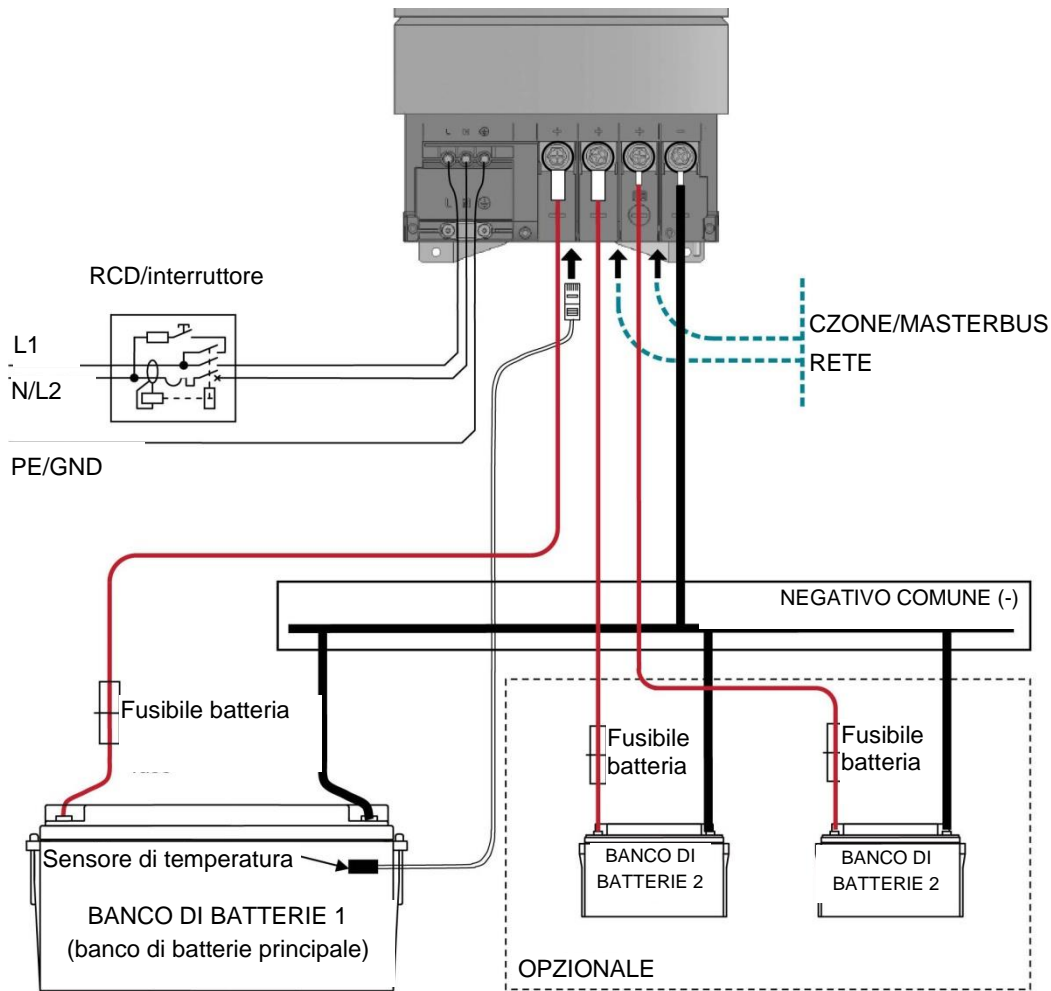 L N
+ + + -
L N
RCD/interruttore
L1
N/L2
PE/GND
CZONE/MASTERBUS
RETE
NEGATIVO COMUNE (-)
Fusibile batteria
Fusibile
batteria
Fusibile
batteria
Sensore di temperatura
BANCO DI BATTERIE 1
(banco di batterie principale)
BANCO DI
BATTERIE 2
BANCO DI
BATTERIE 2
OPZIONALE